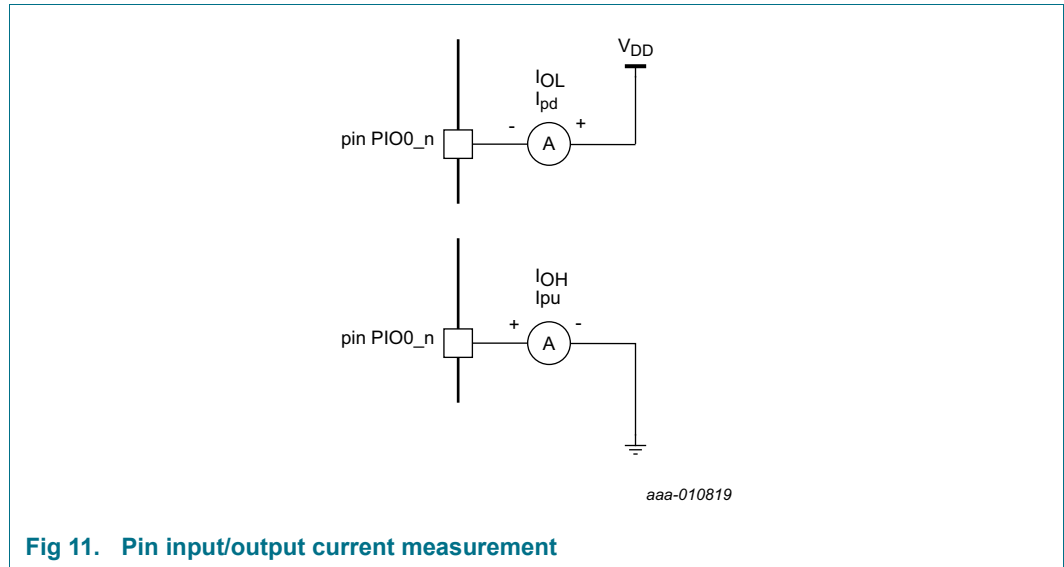 VDD
IOL
Ipd
- +
pin PIO0_n
A
IOH
Ipu
+ -
pin PIO0_n
A
aaa-010819
Fig 11. Pin input/output current measurement